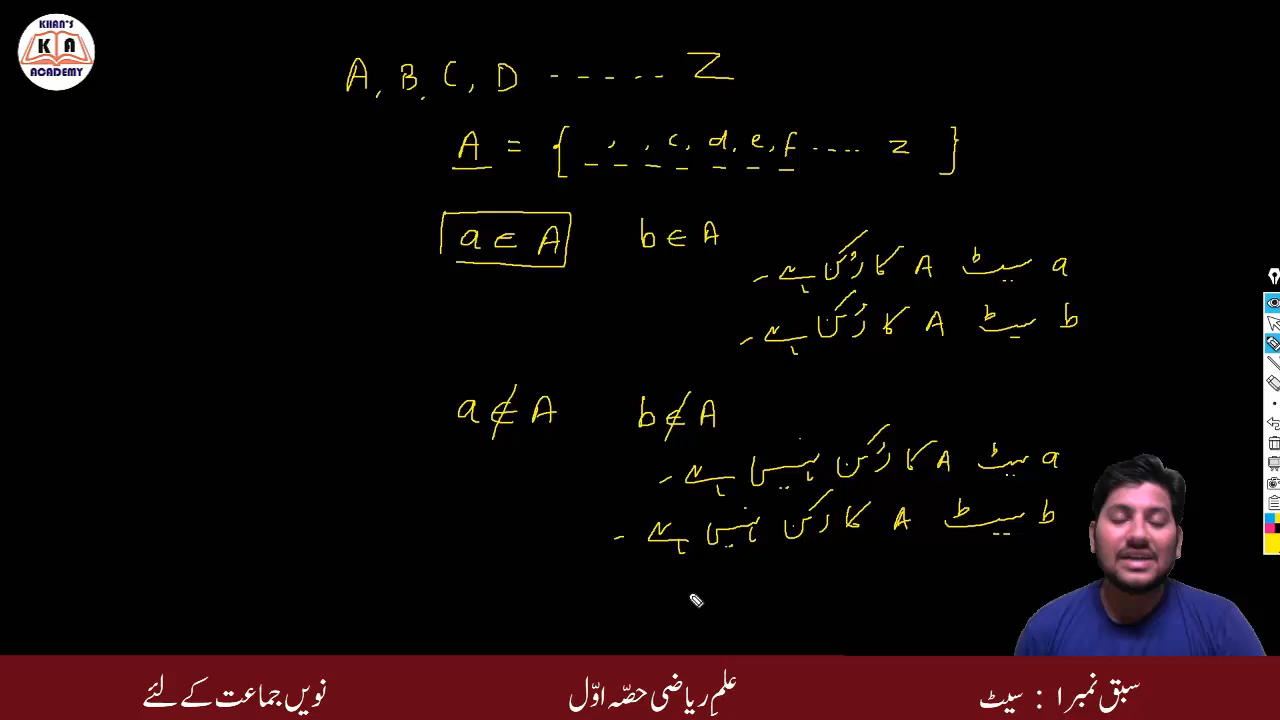 KHAN'S
K A
ACADEMY
A, B, C, D ------ Z
A = { _ , _ , c, d, e, f ..... z }
a ∈ A b ∈ A
a سیٹ A کا رُکن ہے ۔
b سیٹ A کا رُکن ہے ۔
a ∉ A b ∉ A
a سیٹ A کا رُکن نہیں ہے ۔
b سیٹ A کا رکن نہیں ہے ۔
سبق نمبر ۱ : سیٹ
علمِ ریاضی حصّہ اوّل
نویں جماعت کے لئے